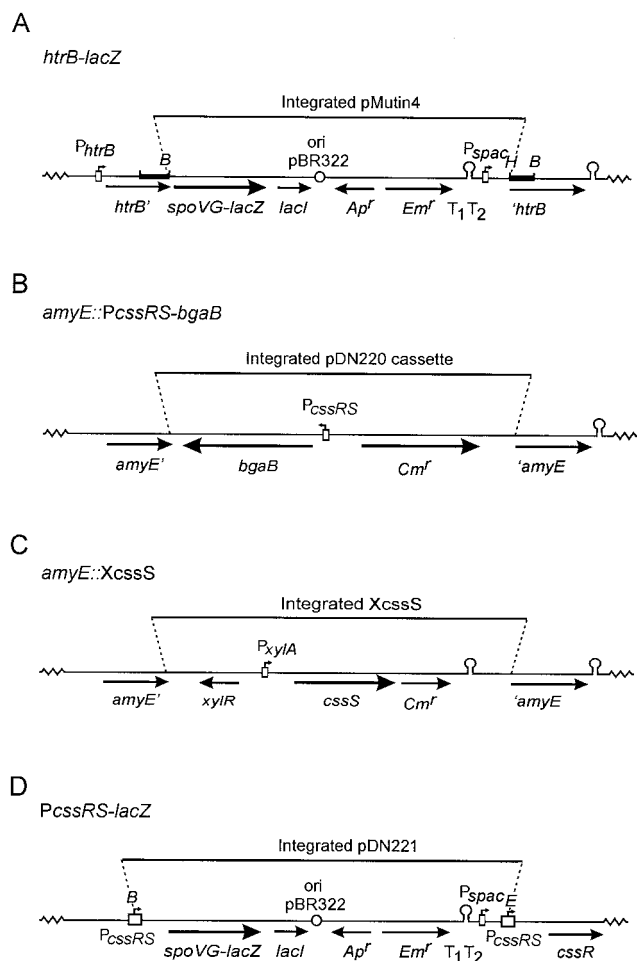 A
htrB-lacZ
Integrated pMutin4
PhtrB B ori pBR322 Pspac H B
htrB' spoVG-lacZ lacI Apr Emr T1T2 'htrB
B
amyE::PcssRS-bgaB
Integrated pDN220 cassette
PcssRS
amyE' bgaB Cmr 'amyE
C
amyE::XcssS
Integrated XcssS
PxylA
amyE' xylR cssS Cmr 'amyE
D
PcssRS-lacZ
Integrated pDN221
B ori pBR322 Pspac E
PcssRS spoVG-lacZ lacI Apr Emr T1T2 PcssRS cssR